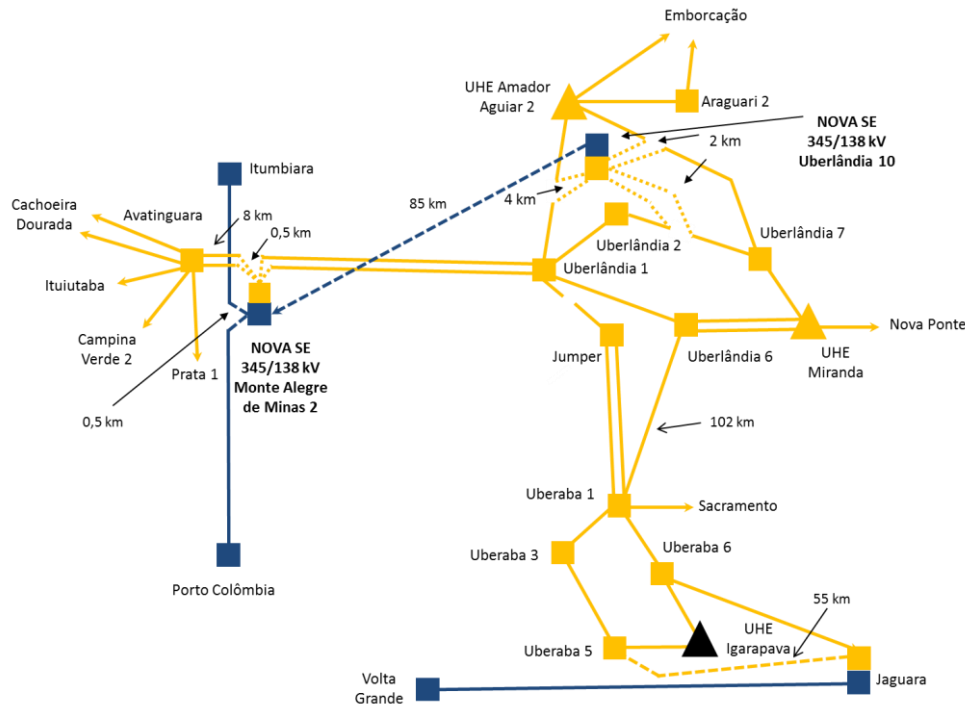 Emborcação
UHE Amador
Aguiar 2
Araguari 2
NOVA SE
345/138 kV
Uberlândia 10
2 km
Itumbiara
85 km
4 km
Cachoeira
Dourada
Avatinguara
8 km
0,5 km
Uberlândia 2
Uberlândia 7
Uberlândia 1
Ituiutaba
Campina
Verde 2
Prata 1
NOVA SE
345/138 kV
Monte Alegre
de Minas 2
0,5 km
Jumper
Uberlândia 6
UHE
Miranda
Nova Ponte
102 km
Uberaba 1
Sacramento
Uberaba 3
Uberaba 6
Porto Colômbia
55 km
UHE
Igarapava
Uberaba 5
Volta
Grande
Jaguara